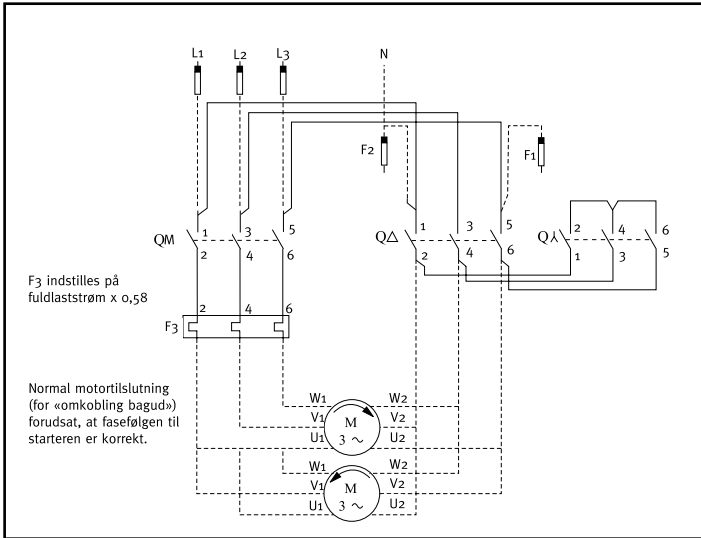 L1 L2 L3 N
F2 F1
1 3 5 1 3 5 2 4 6
QM Q△ Q⅄
2 4 6 2 4 6 1 3 5
F3 indstilles på
fuldlaststrøm x 0,58
2 4 6
F3
Normal motortilslutning
(for «omkobling bagud»)
forudsat, at fasefølgen til
starteren er korrekt.
W1 W2
V1 M V2
U1 3 ~ U2
W1 W2
V1 M V2
U1 3 ~ U2